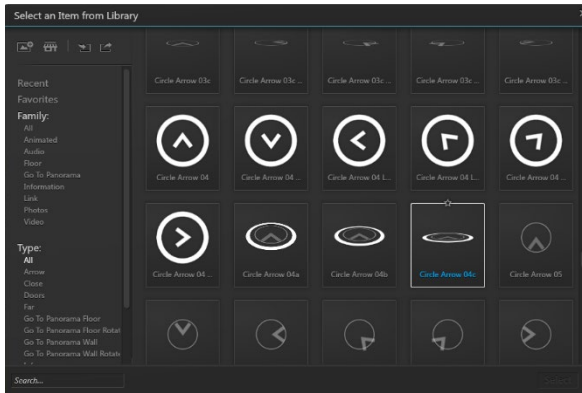 Select an Item from Library
Recent
Favorites
Family:
All
Animated
Audio
Floor
Go To Panorama
Information
Link
Photos
Video
Type:
All
Arrow
Close
Doors
Far
Go To Panorama Floor
Go To Panorama Floor Rotat
Go To Panorama Wall
Go To Panorama Wall Rotate
Search...
Circle Arrow 03c
Circle Arrow 03c ...
Circle Arrow 03c ...
Circle Arrow 03c ...
Circle Arrow 03c ...
Circle Arrow 04
Circle Arrow 04 ...
Circle Arrow 04 L...
Circle Arrow 04 L...
Circle Arrow 04 ...
Circle Arrow 04 ...
Circle Arrow 04a
Circle Arrow 04b
Circle Arrow 04c
Circle Arrow 05
Select